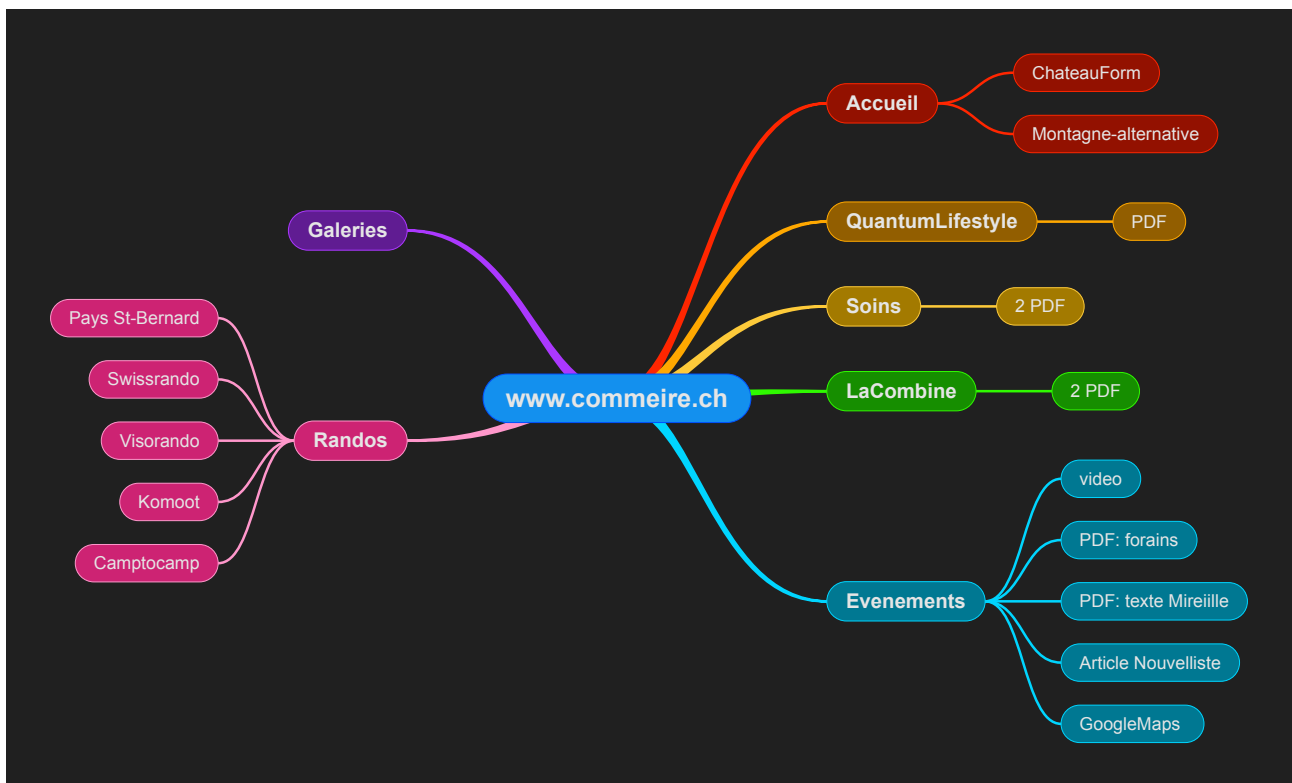 www.commeire.ch
Accueil
ChateauForm
Montagne-alternative
QuantumLifestyle
PDF
Soins
2 PDF
LaCombine
2 PDF
Evenements
video
PDF: forains
PDF: texte Mireiille
Article Nouvelliste
GoogleMaps
Galeries
Randos
Pays St-Bernard
Swissrando
Visorando
Komoot
Camptocamp